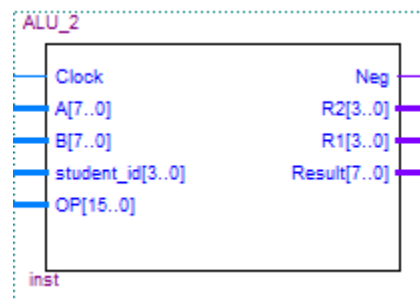 ALU_2
Clock Neg
A[7..0] R2[3..0]
B[7..0] R1[3..0]
student_id[3..0] Result[7..0]
OP[15..0]
inst